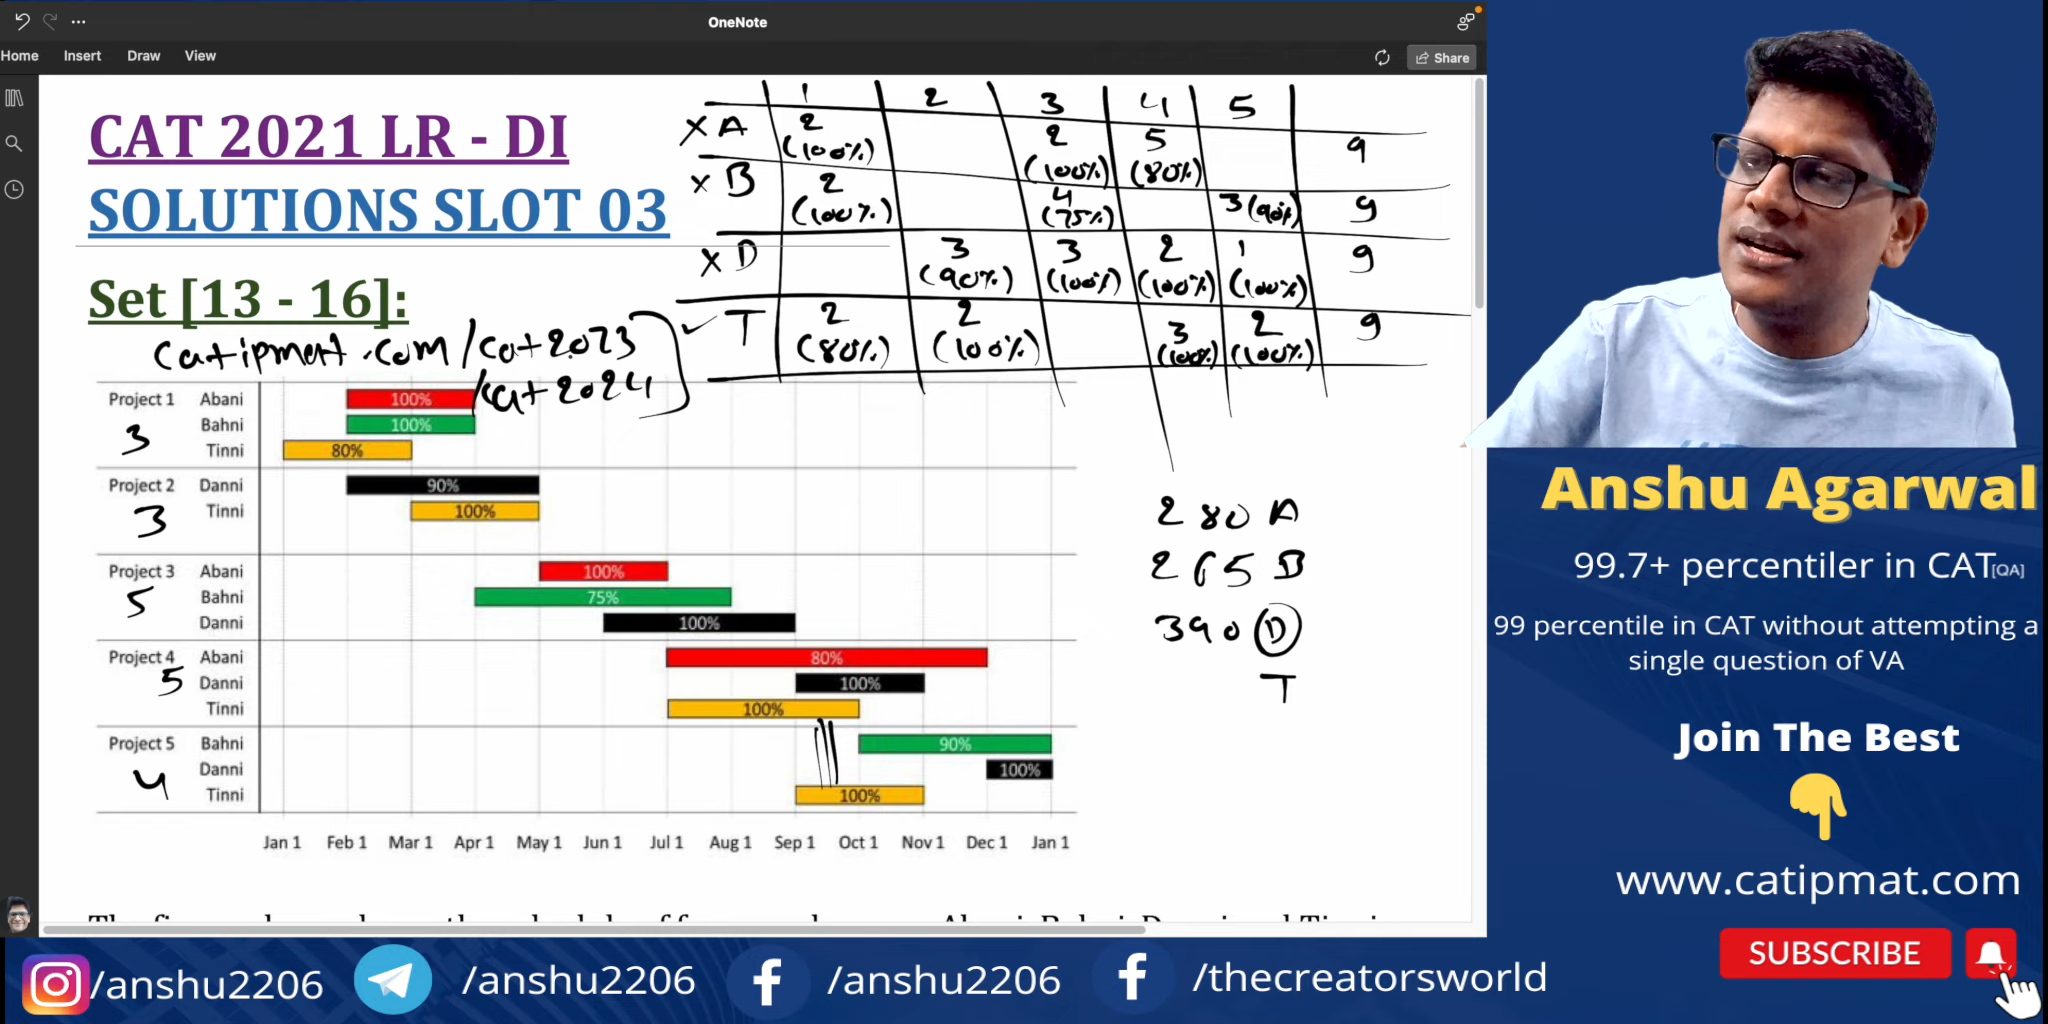 OneNote
Home Insert Draw View
Share
CAT 2021 LR - DI
SOLUTIONS SLOT 03
Set [13 - 16]:
catipmat.com/cat2023
/cat2024
1 2 3 4 5
X A 2 (100%) 2 (100%) 5 (80%) 9
X B 2 (100%) 4 (75%) 3 (90%) 9
X D 3 (90%) 3 (100%) 2 (100%) 1 (100%) 9
✓ T 2 (80%) 2 (100%) 3 (100%) 2 (100%) 9
Project 1 Abani 100%
3 Bahni 100%
Tinni 80%
Project 2 Danni 90%
3 Tinni 100%
Project 3 Abani 100%
5 Bahni 75%
Danni 100%
Project 4 Abani 80%
5 Danni 100%
Tinni 100%
Project 5 Bahni 90%
4 Danni 100%
Tinni 100%
Jan 1 Feb 1 Mar 1 Apr 1 May 1 Jun 1 Jul 1 Aug 1 Sep 1 Oct 1 Nov 1 Dec 1 Jan 1
280 A
265 B
390 D
T
Anshu Agarwal
99.7+ percentiler in CAT[QA]
99 percentile in CAT without attempting a
single question of VA
Join The Best
www.catipmat.com
SUBSCRIBE
/anshu2206 /anshu2206 /anshu2206 /thecreatorsworld